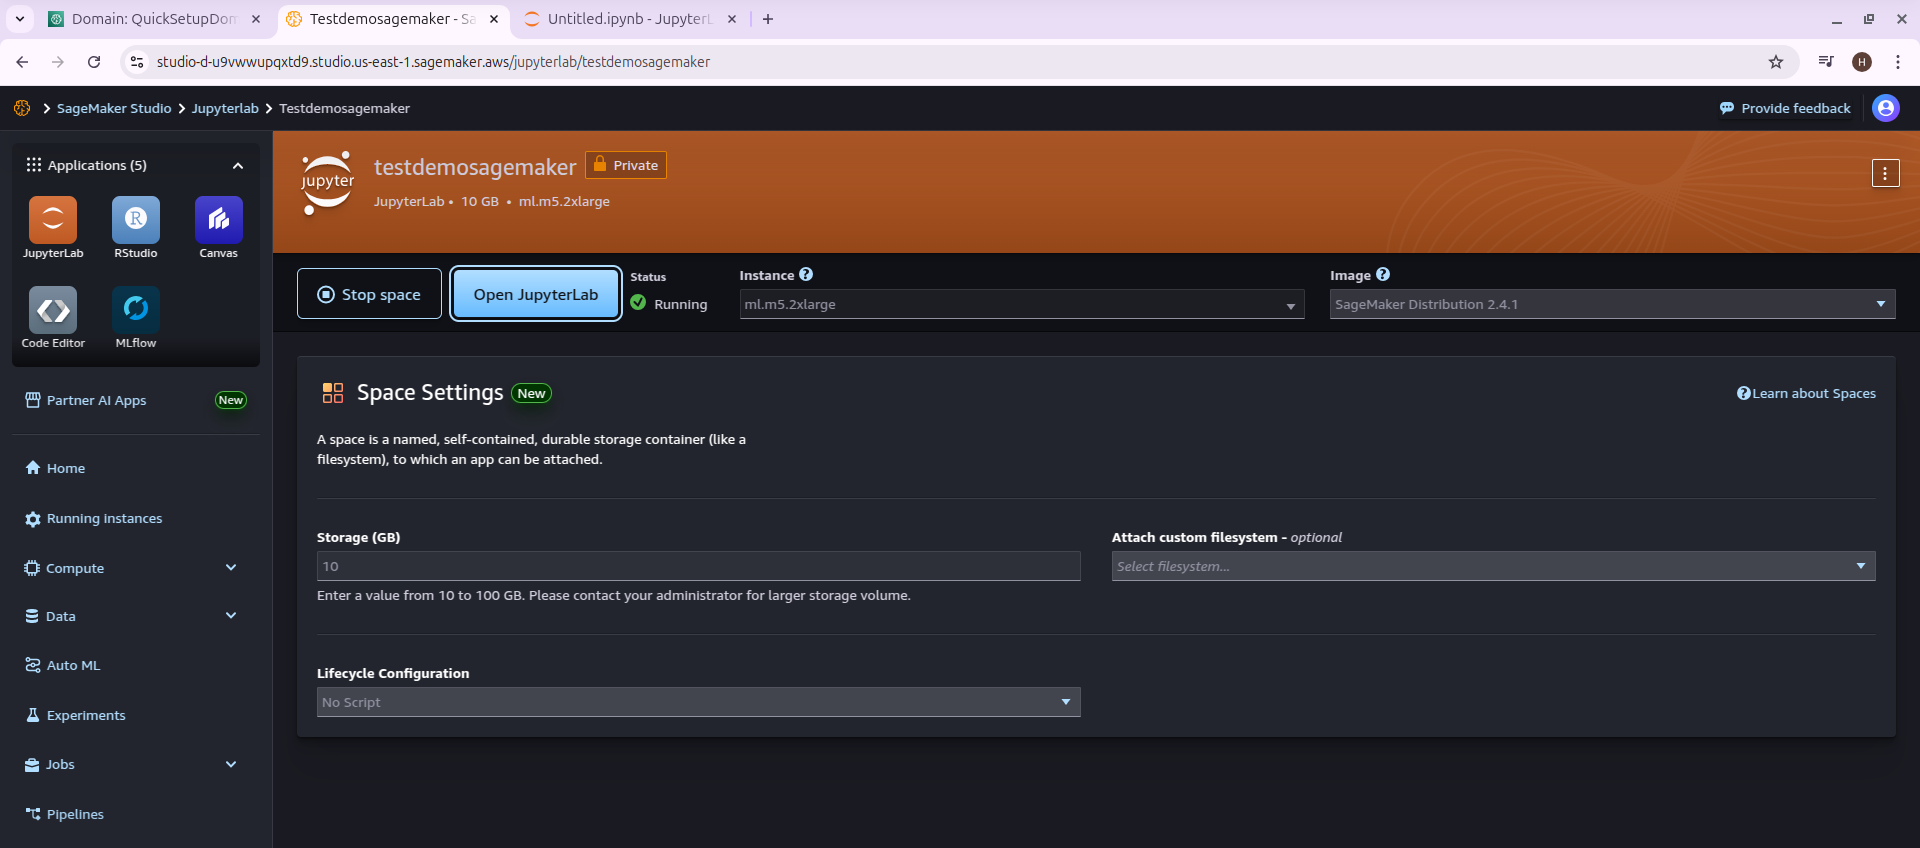 Domain: QuickSetupDom
Testdemosagemaker - Sa
Untitled.ipynb - JupyterL
studio-d-u9vwwupqxtd9.studio.us-east-1.sagemaker.aws/jupyterlab/testdemosagemaker
H
SageMaker Studio
Jupyterlab
Testdemosagemaker
Provide feedback
Applications (5)
JupyterLab
RStudio
Canvas
Code Editor
MLflow
Partner AI Apps
New
Home
Running instances
Compute
Data
Auto ML
Experiments
Jobs
Pipelines
jupyter
testdemosagemaker
Private
JupyterLab • 10 GB • ml.m5.2xlarge
Stop space
Open JupyterLab
Status
Running
Instance
ml.m5.2xlarge
Image
SageMaker Distribution 2.4.1
Space Settings
New
Learn about Spaces
A space is a named, self-contained, durable storage container (like a
filesystem), to which an app can be attached.
Storage (GB)
10
Enter a value from 10 to 100 GB. Please contact your administrator for larger storage volume.
Attach custom filesystem - optional
Select filesystem...
Lifecycle Configuration
No Script